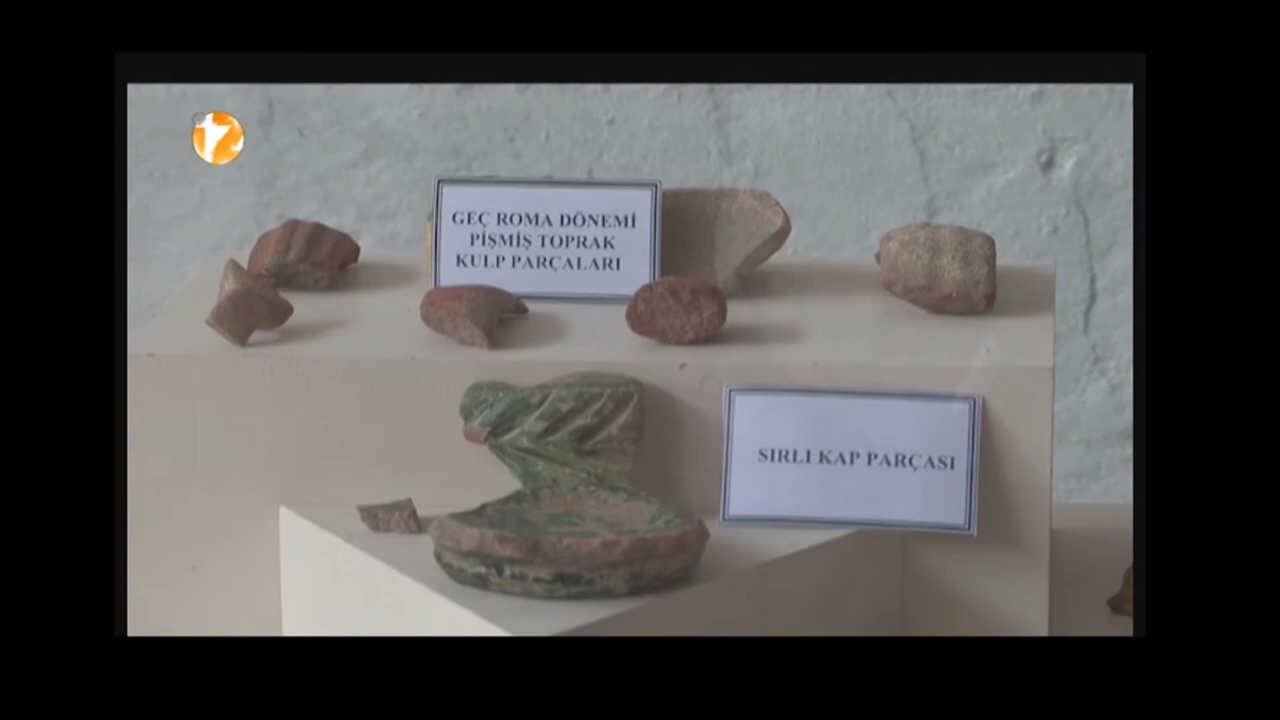 GEÇ ROMA DÖNEMİ
PİŞMİŞ TOPRAK
KULP PARÇALARI
SIRLI KAP PARÇASI